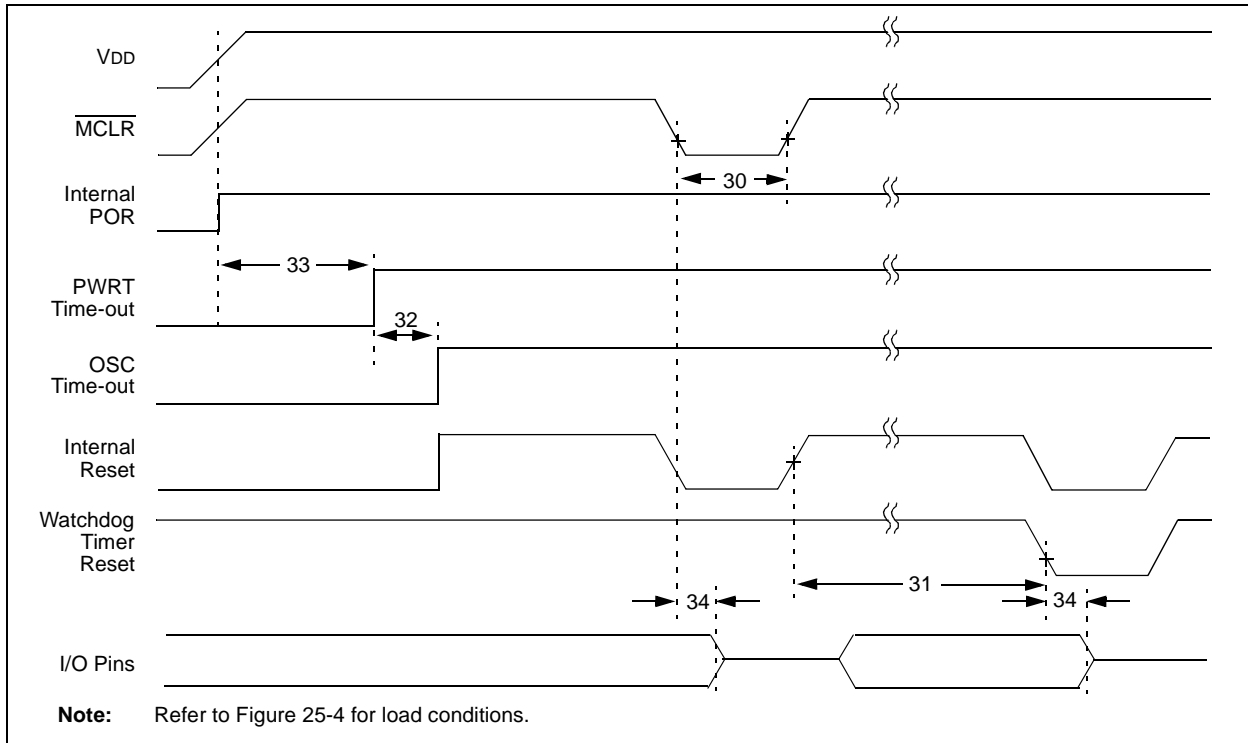 VDD
MCLR
30
Internal
POR
33
PWRT
Time-out
32
OSC
Time-out
Internal
Reset
Watchdog
Timer
Reset
31
34
34
I/O Pins
Note: Refer to Figure 25-4 for load conditions.